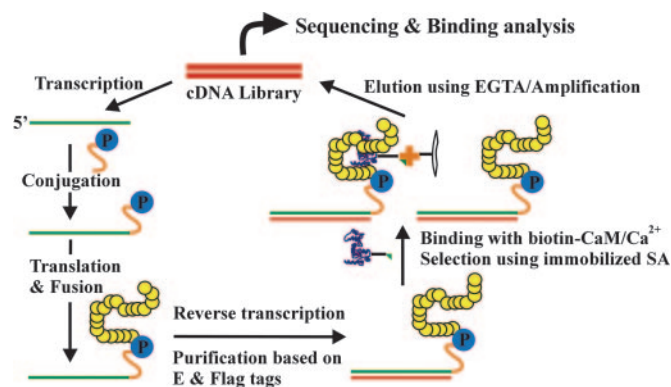 Sequencing & Binding analysis
Transcription
cDNA Library
Elution using EGTA/Amplification
5'
P
Conjugation
P
P
P
P
Translation
& Fusion
Binding with biotin-CaM/Ca²⁺
Selection using immobilized SA
P
Reverse transcription
P
Purification based on
E & Flag tags